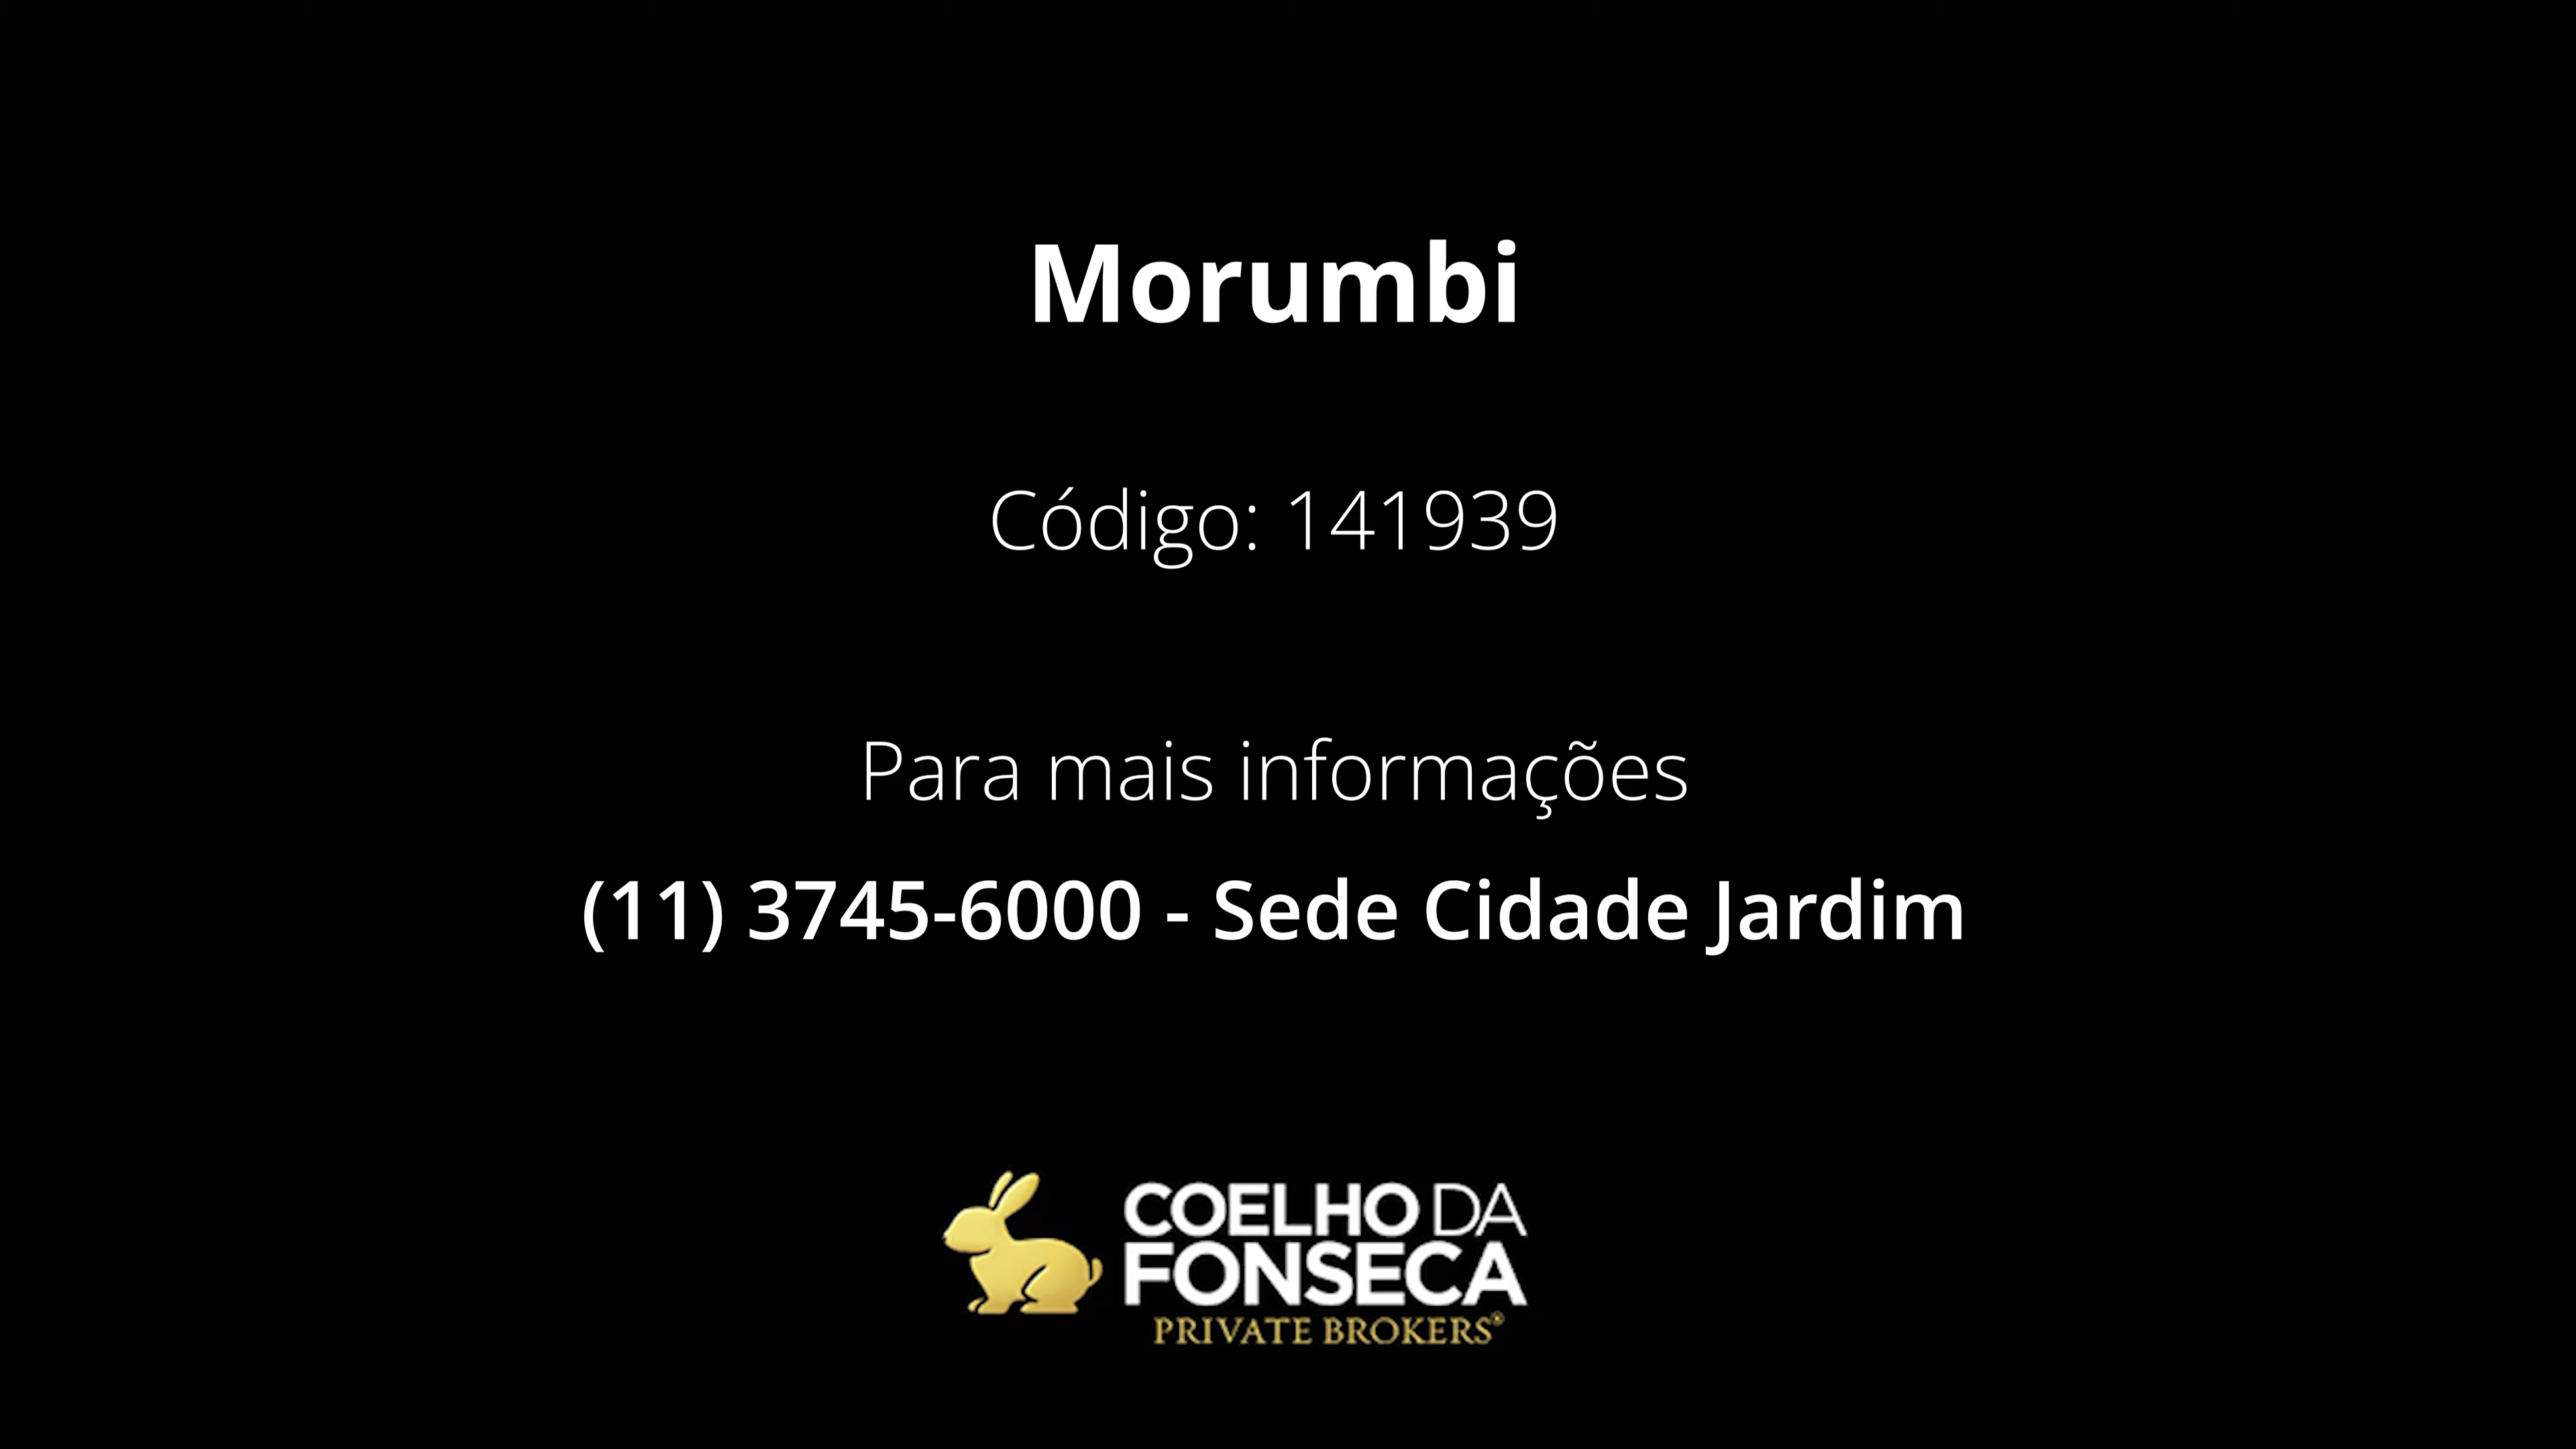 Morumbi
Código: 141939
Para mais informações
(11) 3745-6000 - Sede Cidade Jardim
COELHO DA
FONSECA
PRIVATE BROKERS®